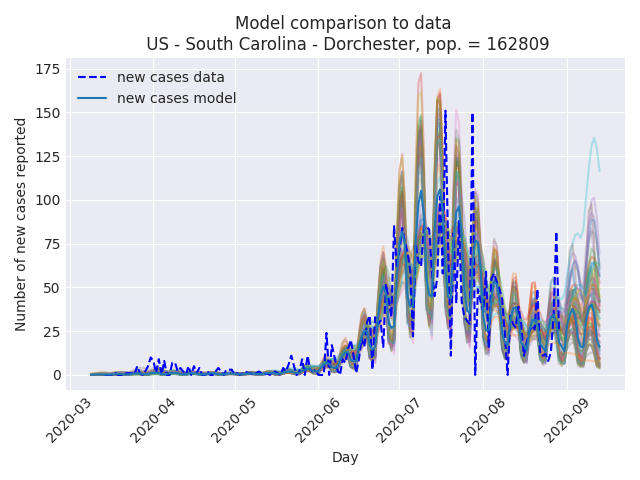 Model comparison to data
US - South Carolina - Dorchester, pop. = 162809
new cases data
new cases model
Number of new cases reported
175
150
125
100
75
50
25
0
2020-03
2020-04
2020-05
2020-06
2020-07
2020-08
2020-09
Day